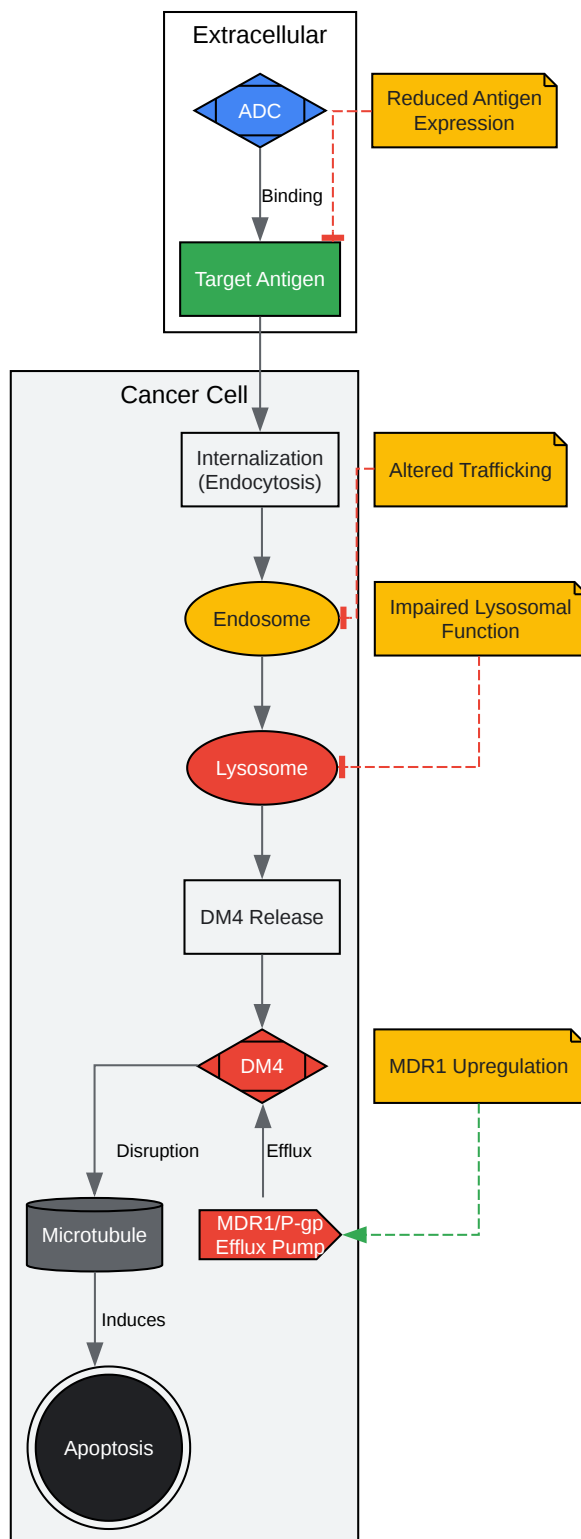 Extracellular
ADC
Reduced Antigen
Expression
Binding
Target Antigen
Cancer Cell
Internalization
(Endocytosis)
Altered Trafficking
Endosome
Impaired Lysosomal
Function
Lysosome
DM4 Release
DM4
MDR1 Upregulation
Disruption
Efflux
Microtubule
MDR1/P-gp
Efflux Pump
Induces
Apoptosis